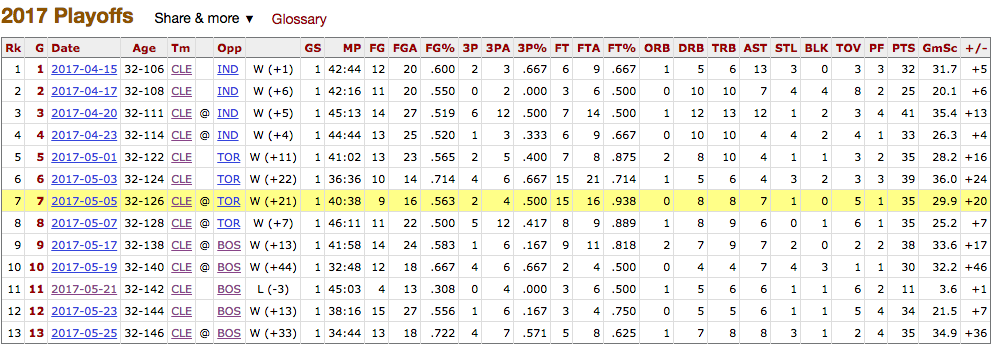 2017 Playoffs Share & more ▼ Glossary
Rk G Date Age Tm Opp GS MP FG FGA FG% 3P 3PA 3P% FT FTA FT% ORB DRB TRB AST STL BLK TOV PF PTS GmSc +/-
1 1 2017-04-15 32-106 CLE IND W (+1) 1 42:44 12 20 .600 2 3 .667 6 9 .667 1 5 6 13 3 0 3 3 32 31.7 +5
2 2 2017-04-17 32-108 CLE IND W (+6) 1 42:16 11 20 .550 0 2 .000 3 6 .500 0 10 10 7 4 4 8 2 25 20.1 +6
3 3 2017-04-20 32-111 CLE @ IND W (+5) 1 45:13 14 27 .519 6 12 .500 7 14 .500 1 12 13 12 1 2 3 4 41 35.4 +13
4 4 2017-04-23 32-114 CLE @ IND W (+4) 1 44:44 13 25 .520 1 3 .333 6 9 .667 0 10 10 4 4 2 4 1 33 26.3 +4
5 5 2017-05-01 32-122 CLE TOR W (+11) 1 41:02 13 23 .565 2 5 .400 7 8 .875 2 8 10 4 1 1 3 2 35 28.2 +16
6 6 2017-05-03 32-124 CLE TOR W (+22) 1 36:36 10 14 .714 4 6 .667 15 21 .714 1 5 6 4 3 2 3 3 39 36.0 +24
7 7 2017-05-05 32-126 CLE @ TOR W (+21) 1 40:38 9 16 .563 2 4 .500 15 16 .938 0 8 8 7 1 0 5 1 35 29.9 +20
8 8 2017-05-07 32-128 CLE @ TOR W (+7) 1 46:11 11 22 .500 5 12 .417 8 9 .889 1 8 9 6 1 0 6 2 35 25.2 +7
9 9 2017-05-17 32-138 CLE @ BOS W (+13) 1 41:58 14 24 .583 1 6 .167 9 11 .818 2 7 9 7 0 0 2 2 38 33.6 +17
10 10 2017-05-19 32-140 CLE @ BOS W (+44) 1 32:48 12 18 .667 4 6 .667 2 4 .500 0 4 4 7 4 3 1 1 30 32.2 +46
11 11 2017-05-21 32-142 CLE BOS L (-3) 1 45:03 4 13 .308 0 4 .000 3 6 .500 1 5 6 6 1 1 6 2 11 3.6 +1
12 12 2017-05-23 32-144 CLE BOS W (+13) 1 38:16 15 27 .556 1 6 .167 3 4 .750 0 5 5 6 1 1 5 4 34 21.5 +7
13 13 2017-05-25 32-146 CLE @ BOS W (+33) 1 34:44 13 18 .722 4 7 .571 5 8 .625 1 7 8 8 3 1 2 4 35 34.9 +36